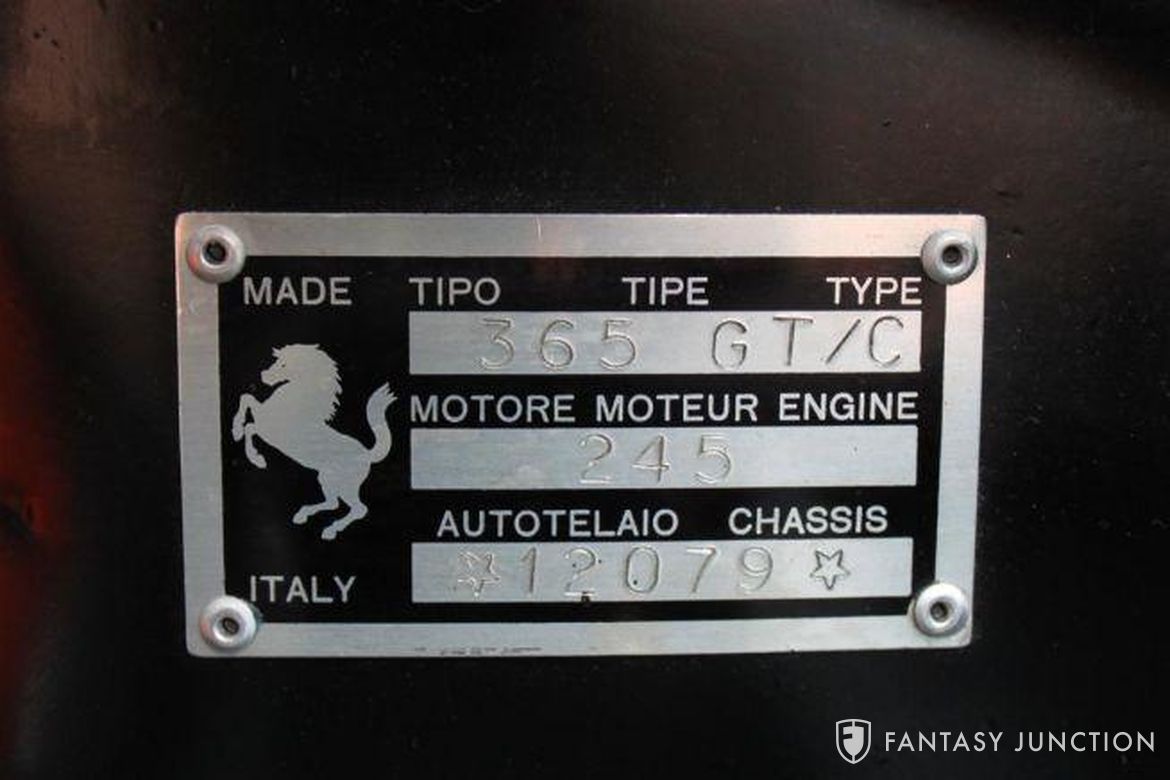 MADE TIPO TIPE TYPE
365 GT/C
MOTORE MOTEUR ENGINE
245
AUTOTELAIO CHASSIS
☆12079☆
ITALY
FANTASY JUNCTION